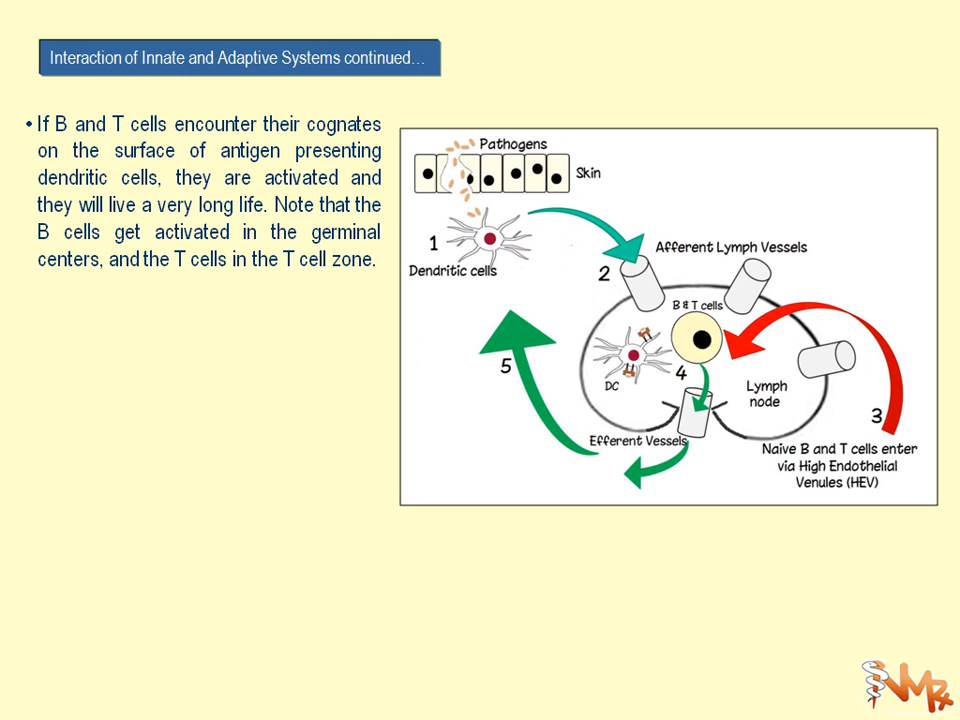 Interaction of Innate and Adaptive Systems continued…
• If B and T cells encounter their cognates
on the surface of antigen presenting
dendritic cells, they are activated and
they will live a very long life. Note that the
B cells get activated in the germinal
centers, and the T cells in the T cell zone.
Pathogens
Skin
1
Dendritic cells
2
Afferent Lymph Vessels
B & T cells
5
DC
4
Lymph
node
3
Efferent Vessels
Naive B and T cells enter
via High Endothelial
Venules (HEV)
VMRx